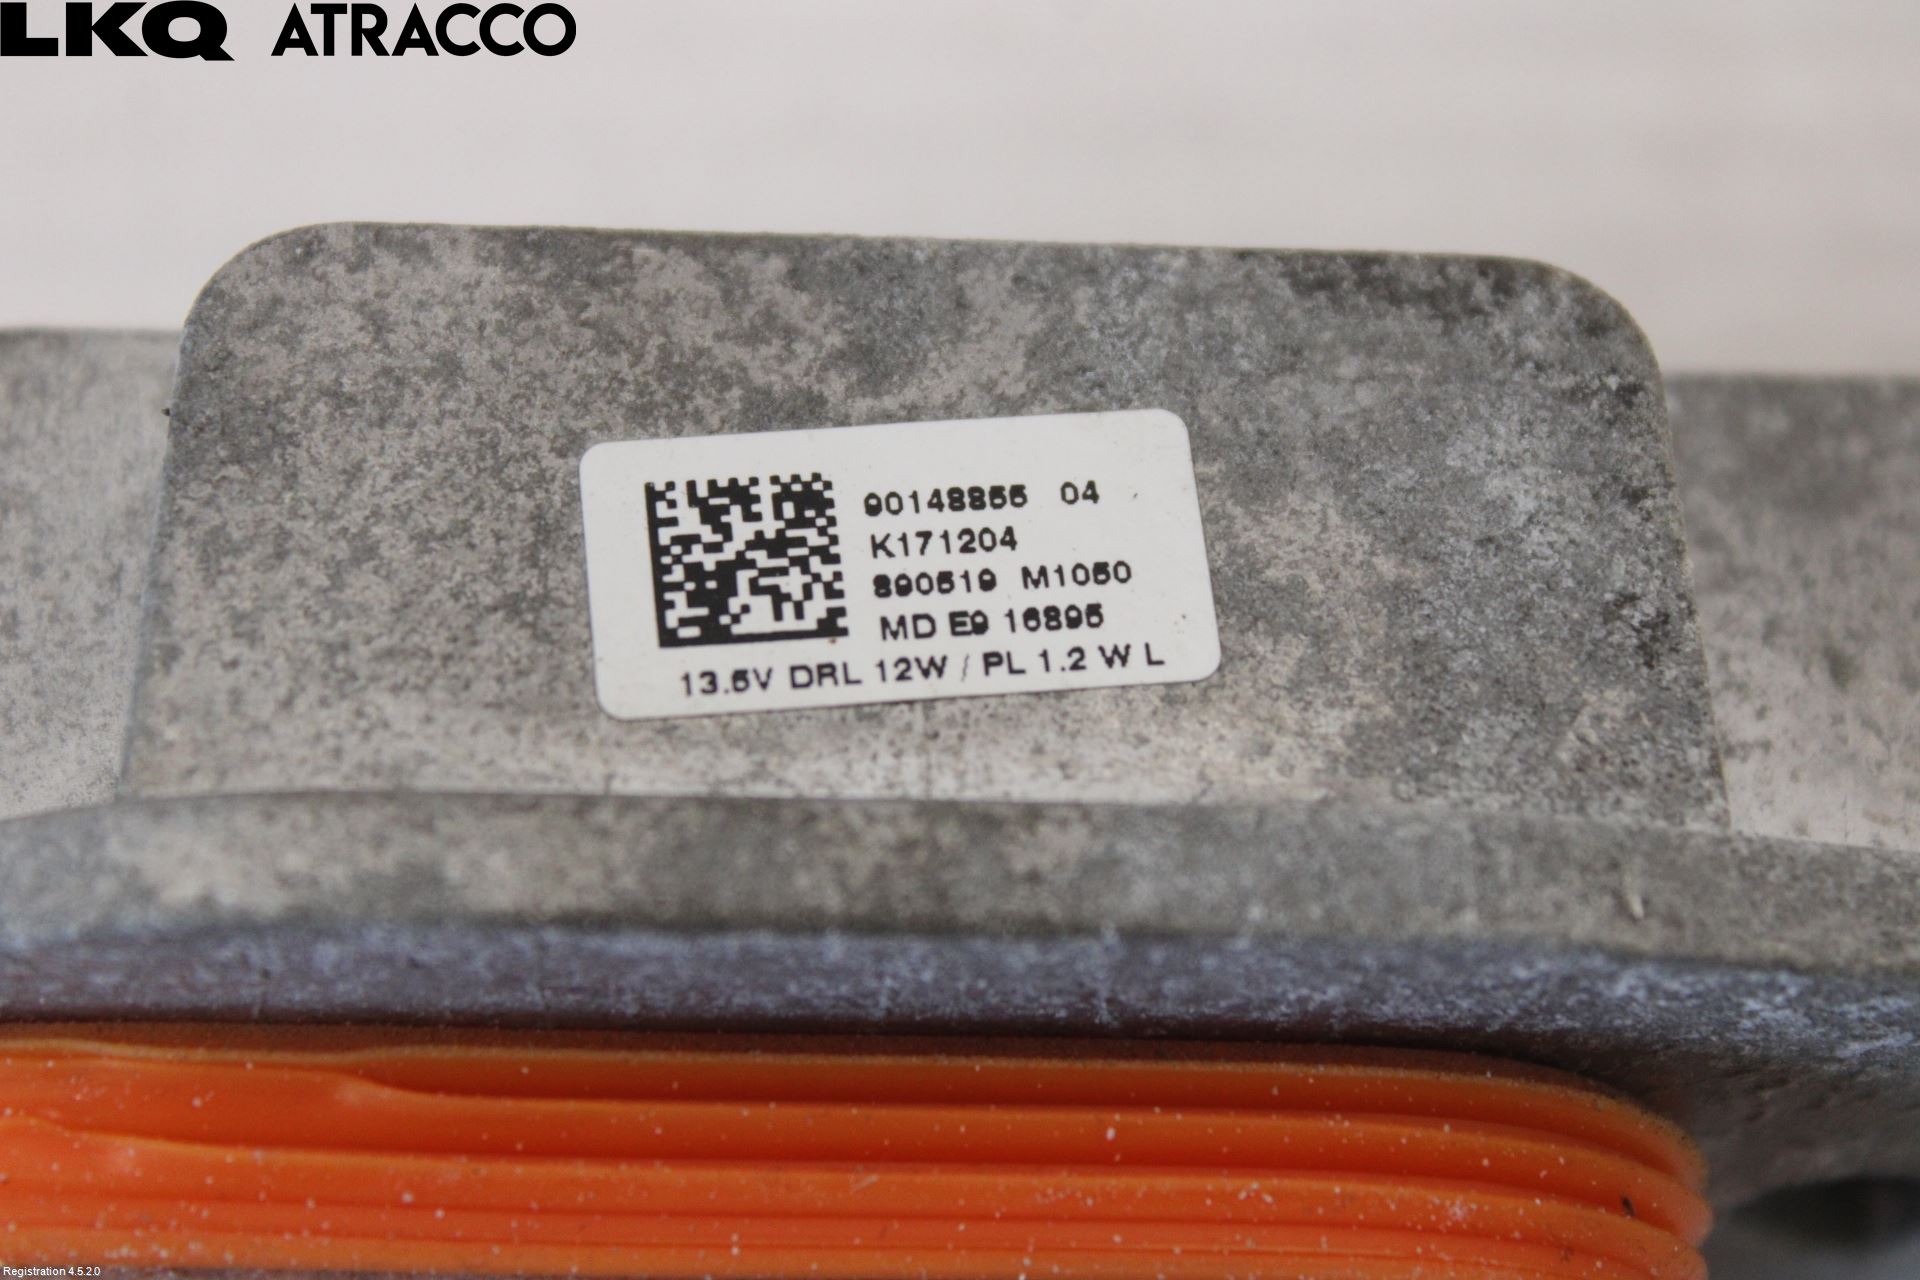 LKQ ATRACCO
90148855 04
K171204
890519 M1050
MD E9 16895
13.5V DRL 12W / PL 1.2 W L
Registration 4.5.2.0